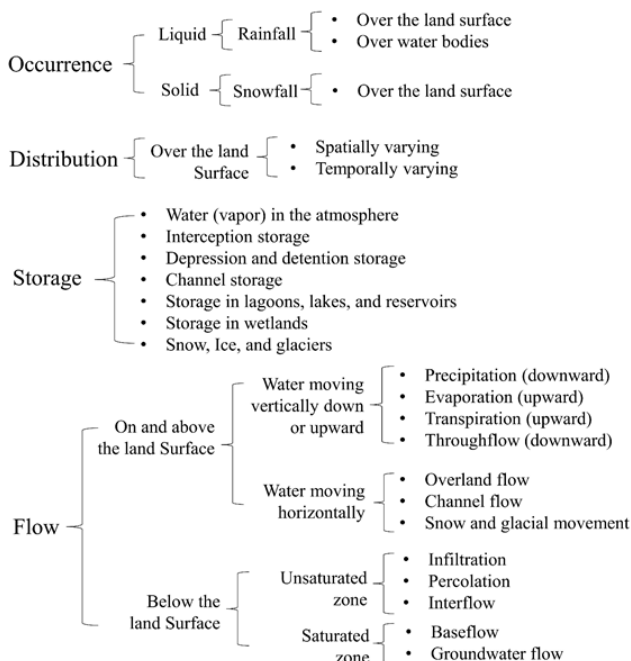 Occurrence
Liquid
Rainfall
• Over the land surface
• Over water bodies
Solid
Snowfall
• Over the land surface
Distribution
Over the land
Surface
• Spatially varying
• Temporally varying
Storage
• Water (vapor) in the atmosphere
• Interception storage
• Depression and detention storage
• Channel storage
• Storage in lagoons, lakes, and reservoirs
• Storage in wetlands
• Snow, Ice, and glaciers
Flow
On and above
the land Surface
Water moving
vertically down
or upward
• Precipitation (downward)
• Evaporation (upward)
• Transpiration (upward)
• Throughflow (downward)
Water moving
horizontally
• Overland flow
• Channel flow
• Snow and glacial movement
Below the
land Surface
Unsaturated
zone
• Infiltration
• Percolation
• Interflow
Saturated
zone
• Baseflow
• Groundwater flow